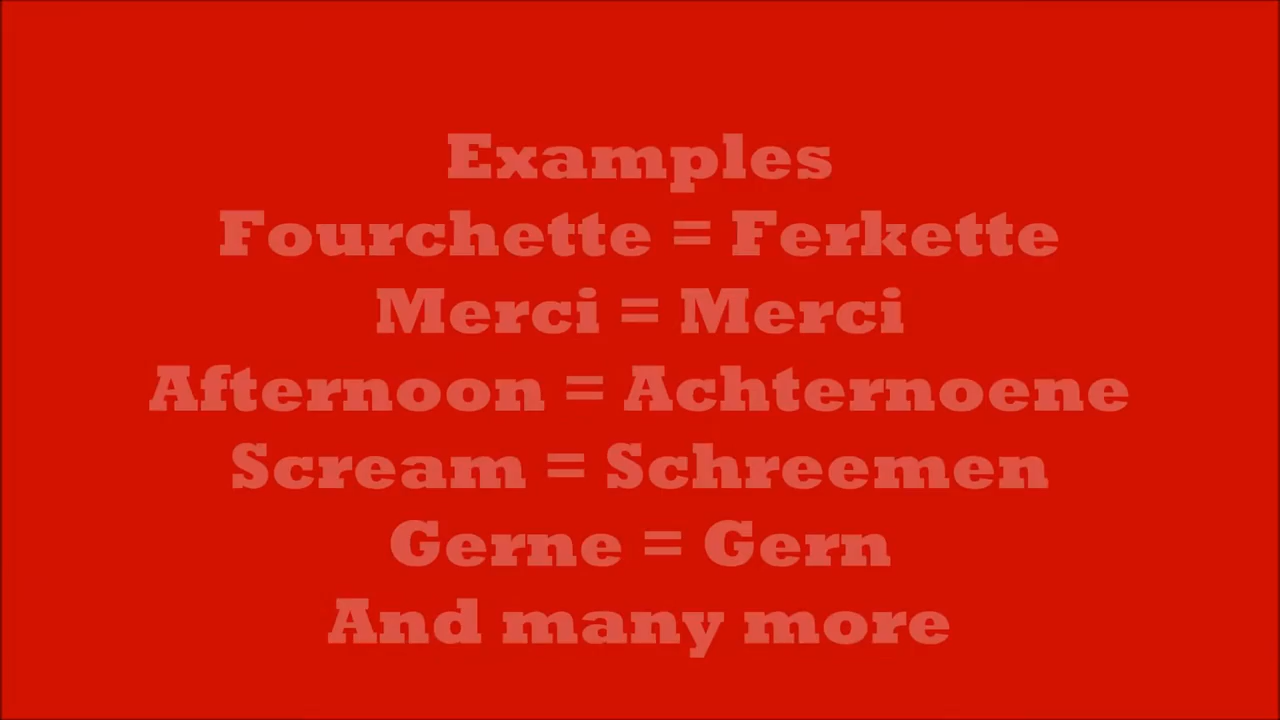 Examples
Fourchette = Ferkette
Merci = Merci
Afternoon = Achternoene
Scream = Schreemen
Gerne = Gern
And many more